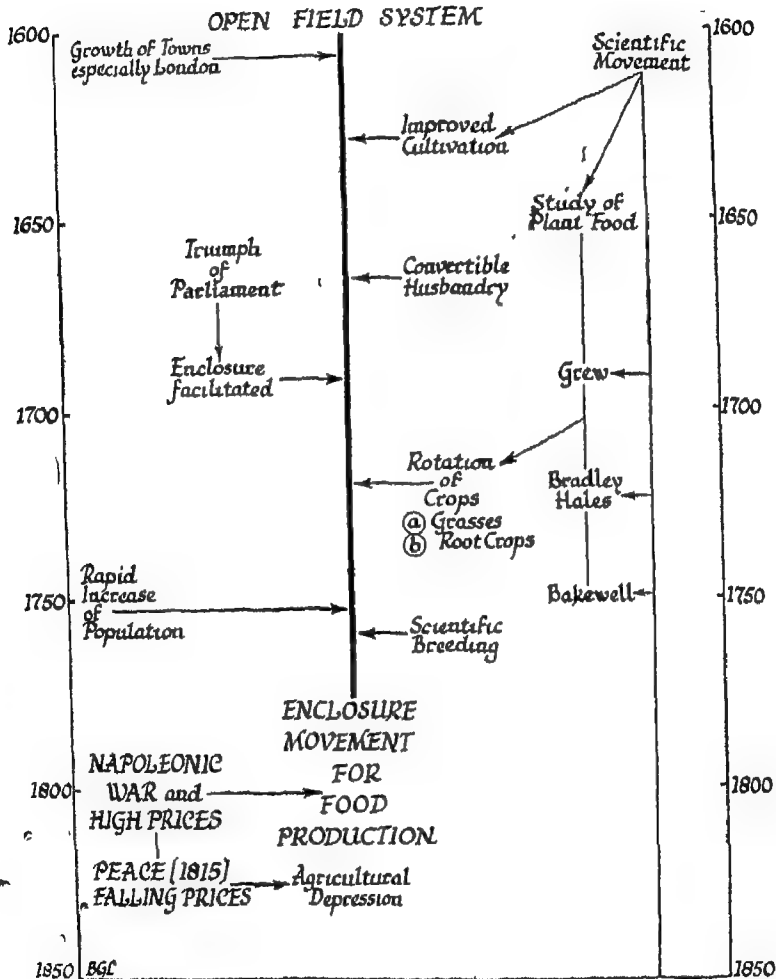 OPEN FIELD SYSTEM
1600
1600
Growth of Towns
especially London
Scientific
Movement
Improved
Cultivation
1650
1650
Study of
Plant Food
Triumph
of
Parliament
Convertible
Husbandry
Enclosure
facilitated
Grew
1700
1700
Rotation
of
Crops
a Grasses
b Root Crops
Bradley
Hales
1750
1750
Rapid
Increase
of
Population
Bakewell
Scientific
Breeding
ENCLOSURE
MOVEMENT
FOR
FOOD
PRODUCTION.
NAPOLEONIC
WAR and
HIGH PRICES
1800
1800
PEACE (1815)
FALLING PRICES
Agricultural
Depression
1850
BGL
1850